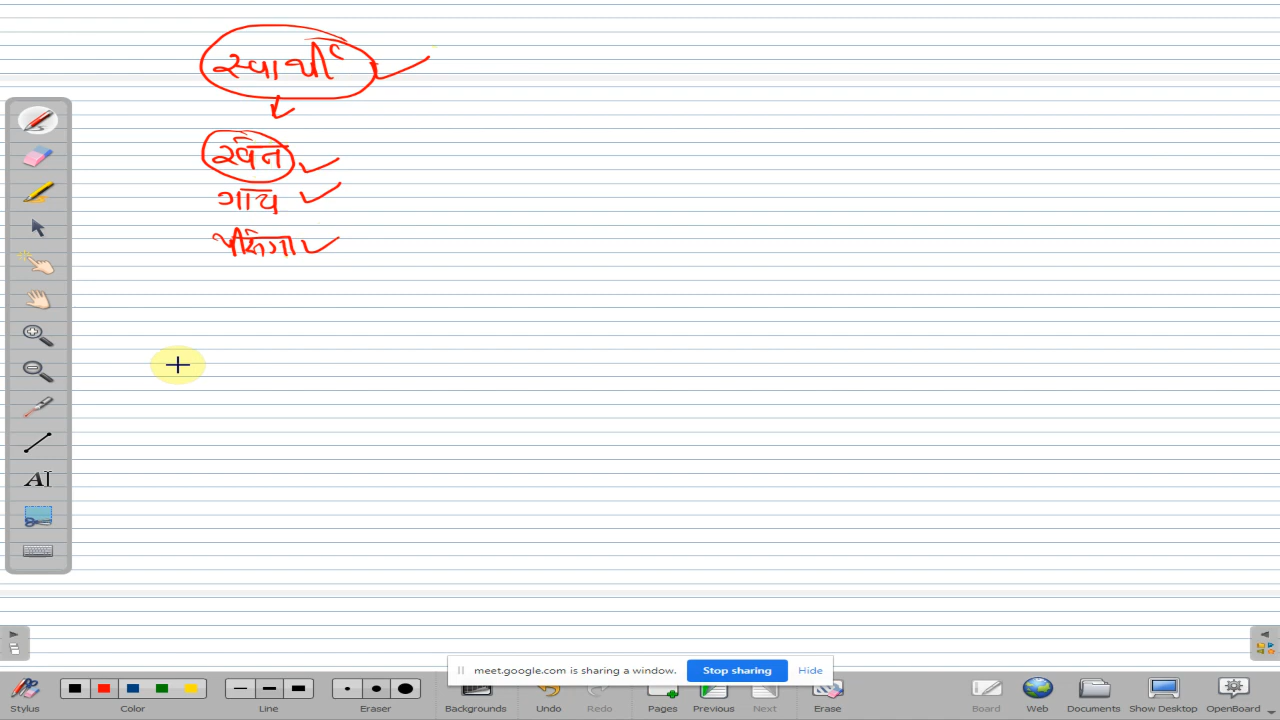 स्वार्थी
गाय
AI
meet.google.com is sharing a window. Stop sharing Hide
Stylus Color Line Eraser Backgrounds Undo Redo Pages Previous Next Erase Board Web Documents Show Desktop OpenBoard